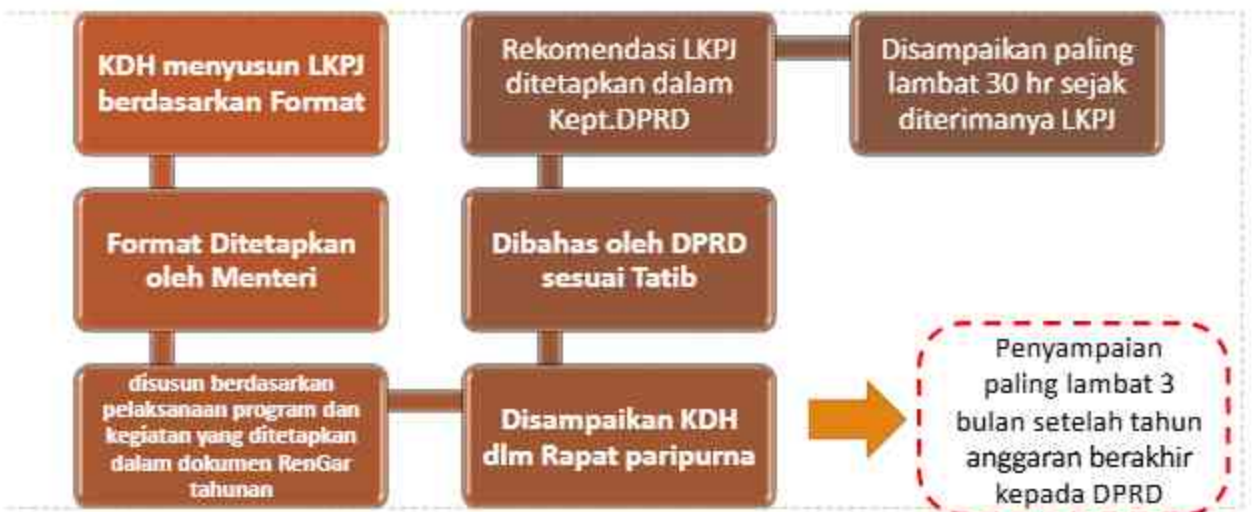 KDH menyusun LKPJ
berdasarkan Format
Format Ditetapkan
oleh Menteri
disusun berdasarkan
pelaksanaan program dan
kegiatan yang ditetapkan
dalam dokumen RenGar
tahunan
Disampaikan KDH
dlm Rapat paripurna
Penyampaian
paling lambat 3
bulan setelah tahun
anggaran berakhir
kepada DPRD
Dibahas oleh DPRD
sesuai Tatib
Rekomendasi LKPJ
ditetapkan dalam
Kept.DPRD
Disampaikan paling
lambat 30 hr sejak
diterimanya LKPJ